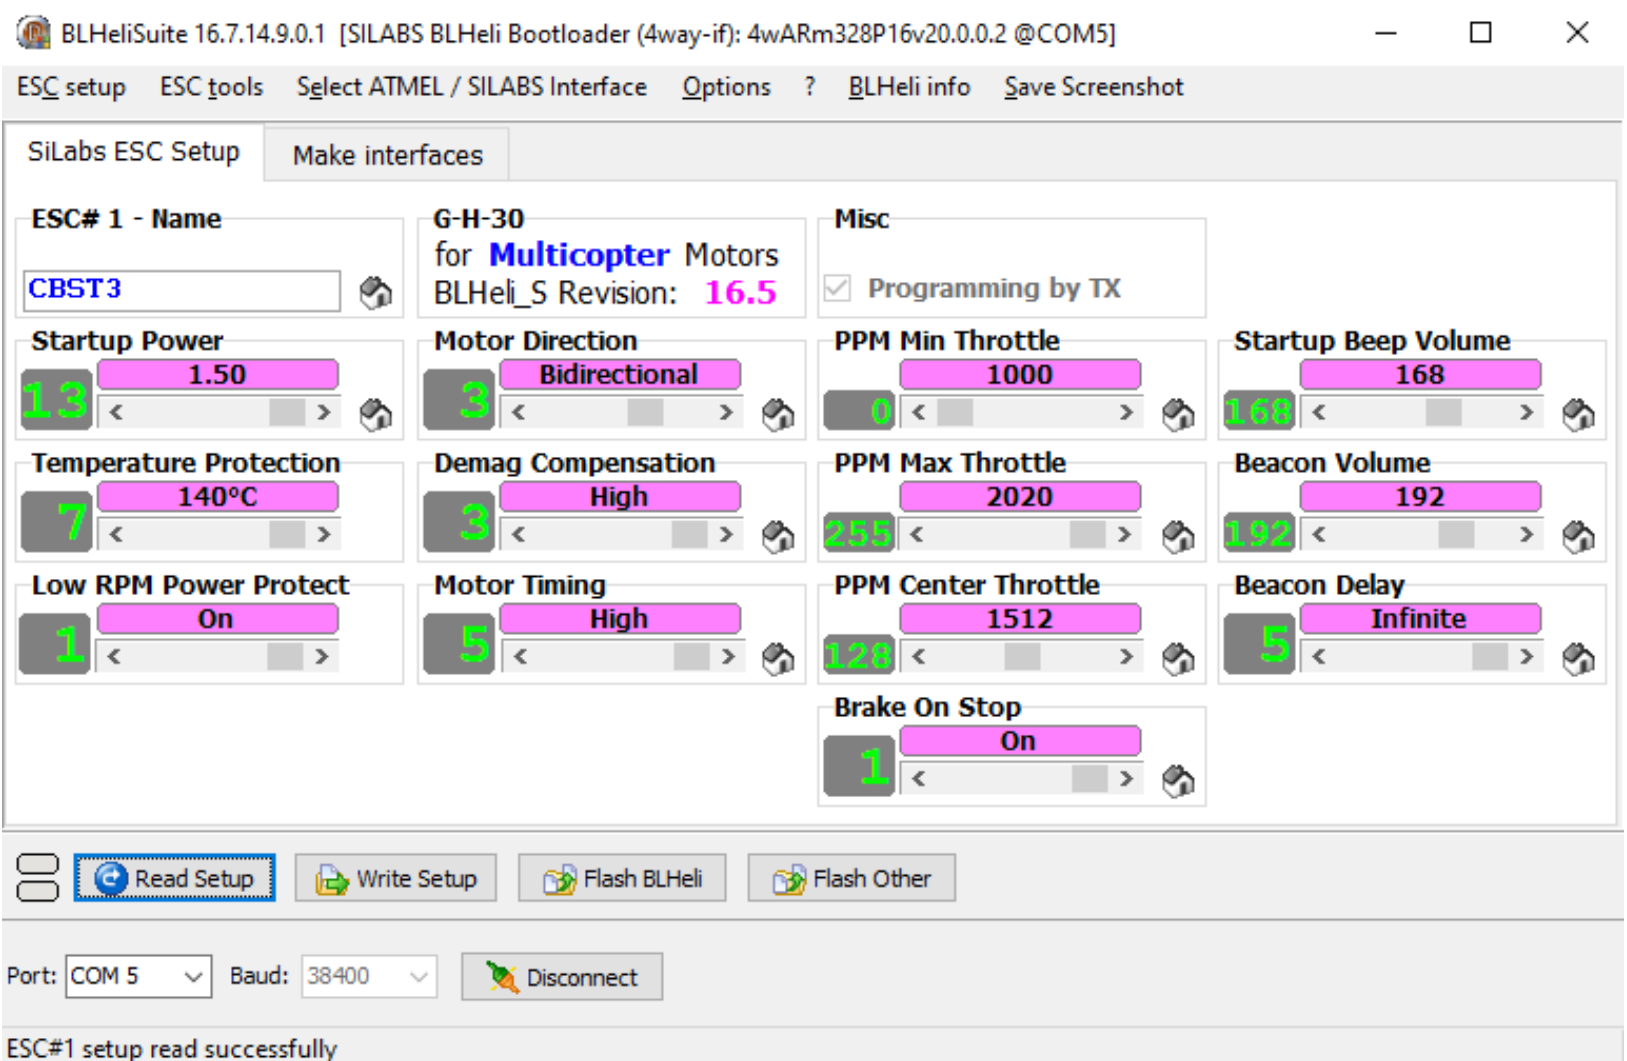 BLHeliSuite 16.7.14.9.0.1 [SILABS BLHeli Bootloader (4way-if): 4wARm328P16v20.0.0.2 @COM5]
ESC setup ESC tools Select ATMEL / SILABS Interface Options ? BLHeli info Save Screenshot
SiLabs ESC Setup Make interfaces
ESC# 1 - Name
CBST3
G-H-30
for Multicopter Motors
BLHeli_S Revision: 16.5
Misc
Programming by TX
Startup Power
1.50
13
Motor Direction
Bidirectional
3
PPM Min Throttle
1000
0
Startup Beep Volume
168
168
Temperature Protection
140°C
7
Demag Compensation
High
3
PPM Max Throttle
2020
255
Beacon Volume
192
192
Low RPM Power Protect
On
1
Motor Timing
High
5
PPM Center Throttle
1512
128
Beacon Delay
Infinite
5
Brake On Stop
On
1
Read Setup Write Setup Flash BLHeli Flash Other
Port: COM 5 Baud: 38400 Disconnect
ESC#1 setup read successfully